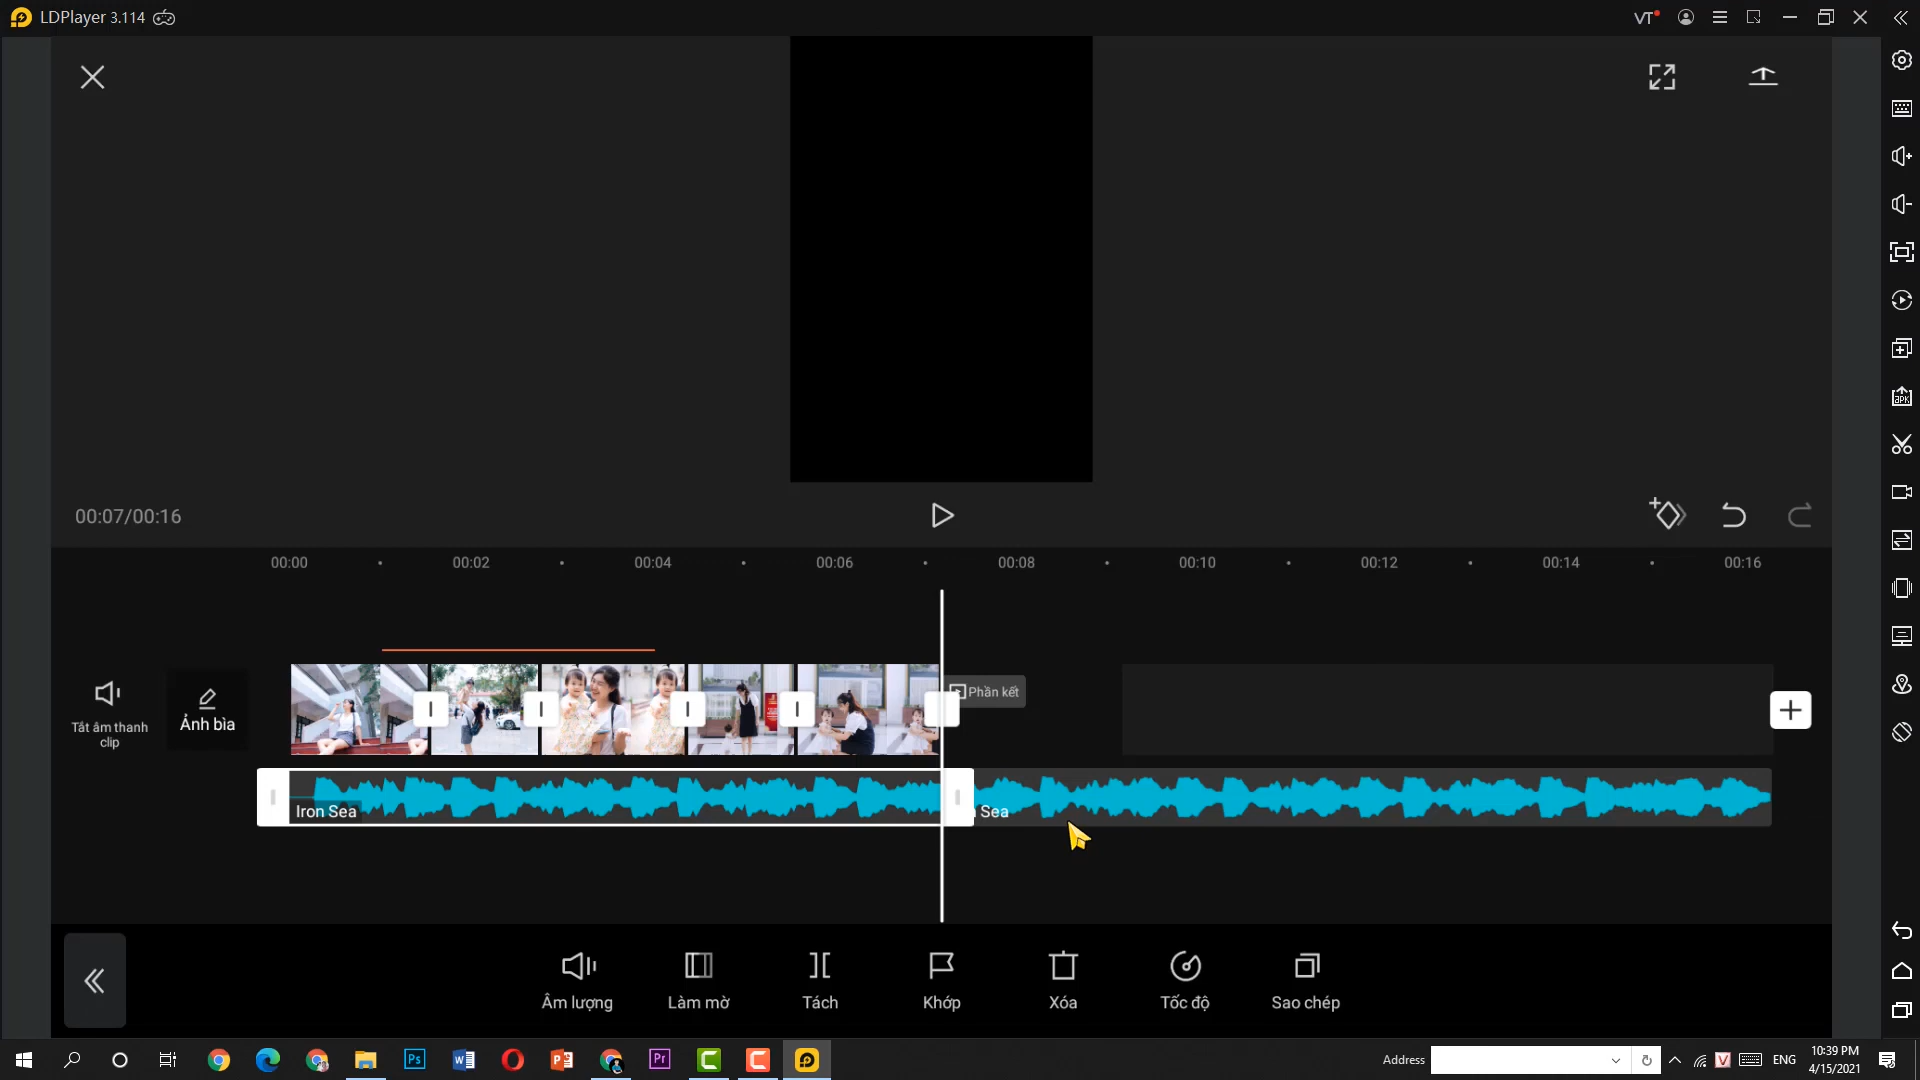 LDPlayer 3.114
VT
00:07/00:16
00:00 00:02 00:04 00:06 00:08 00:10 00:12 00:14 00:16
Tắt âm thanh
clip
Ảnh bìa
Phần kết
Iron Sea
Sea
Âm lượng
Làm mờ
Tách
Khớp
Xóa
Tốc độ
Sao chép
Address
ENG
10:39 PM
4/15/2021